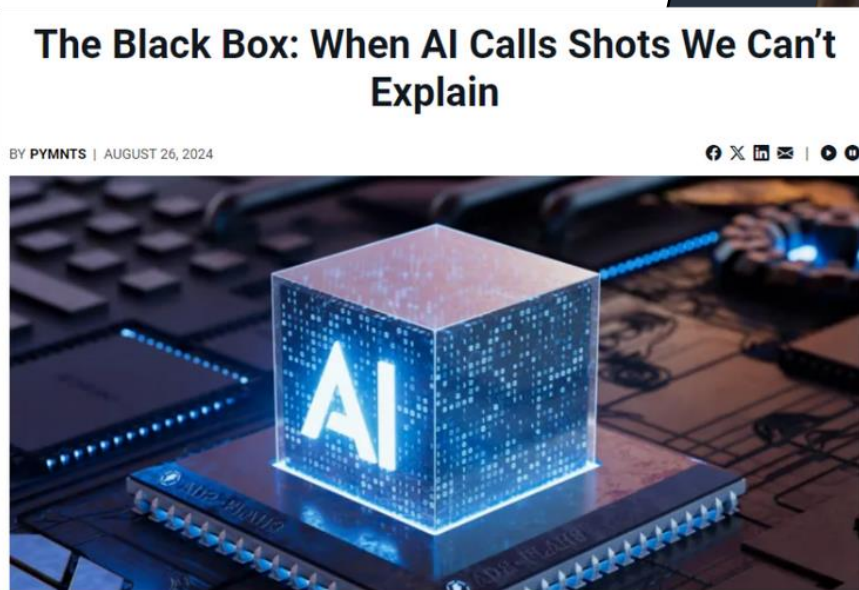 The Black Box: When AI Calls Shots We Can’t
Explain
BY PYMNTS | AUGUST 26, 2024
AI